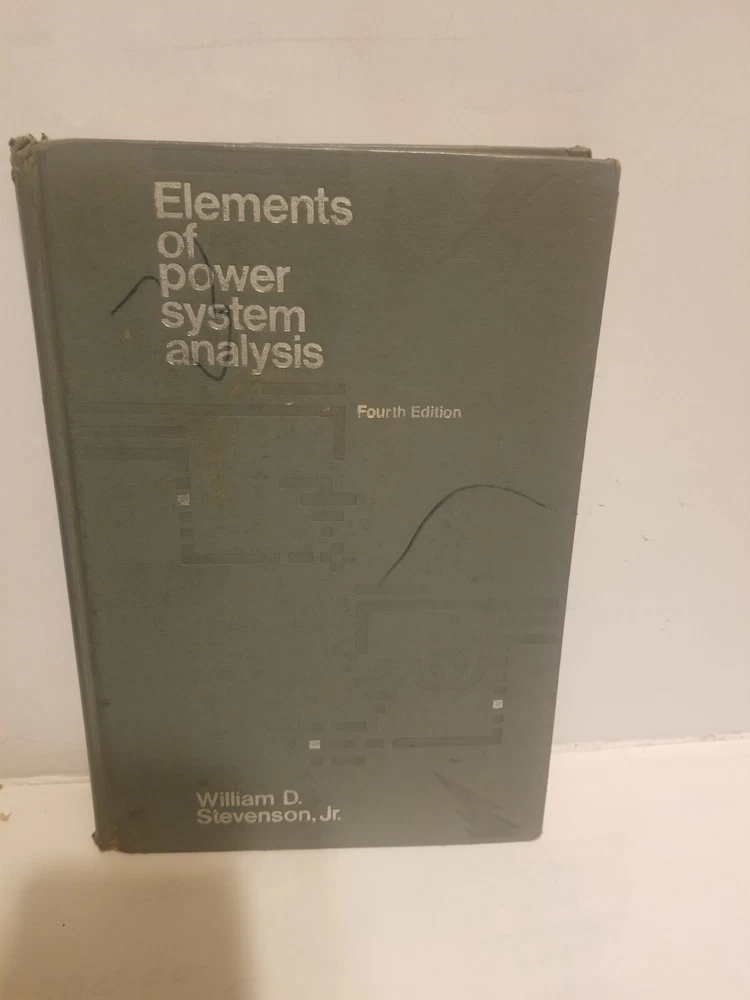 Elements
of
power
system
analysis
Fourth Edition
William D.
Stevenson, Jr.